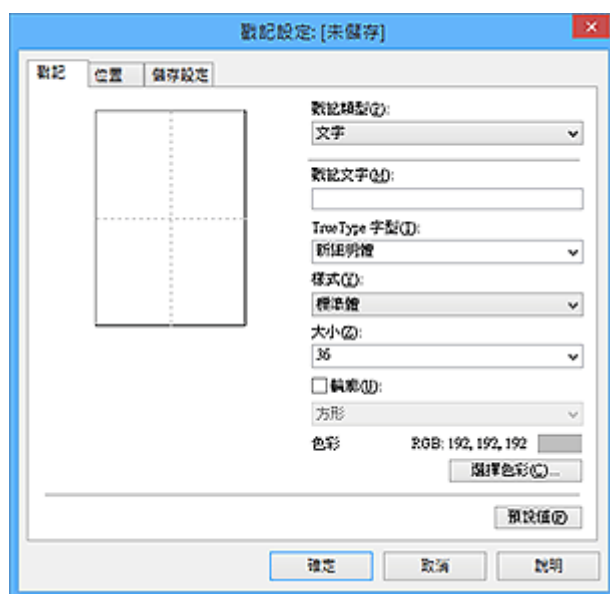 戳記設定: [未儲存]
戳記 位置 儲存設定
戳記類型(Z):
文字
戳記文字(M):
TrueType 字型(T):
新細明體
樣式(Y):
標準體
大小(Z):
36
輪廓(U):
方形
色彩 RGB: 192, 192, 192
選擇色彩(C)...
預設值(F)
確定 取消 說明